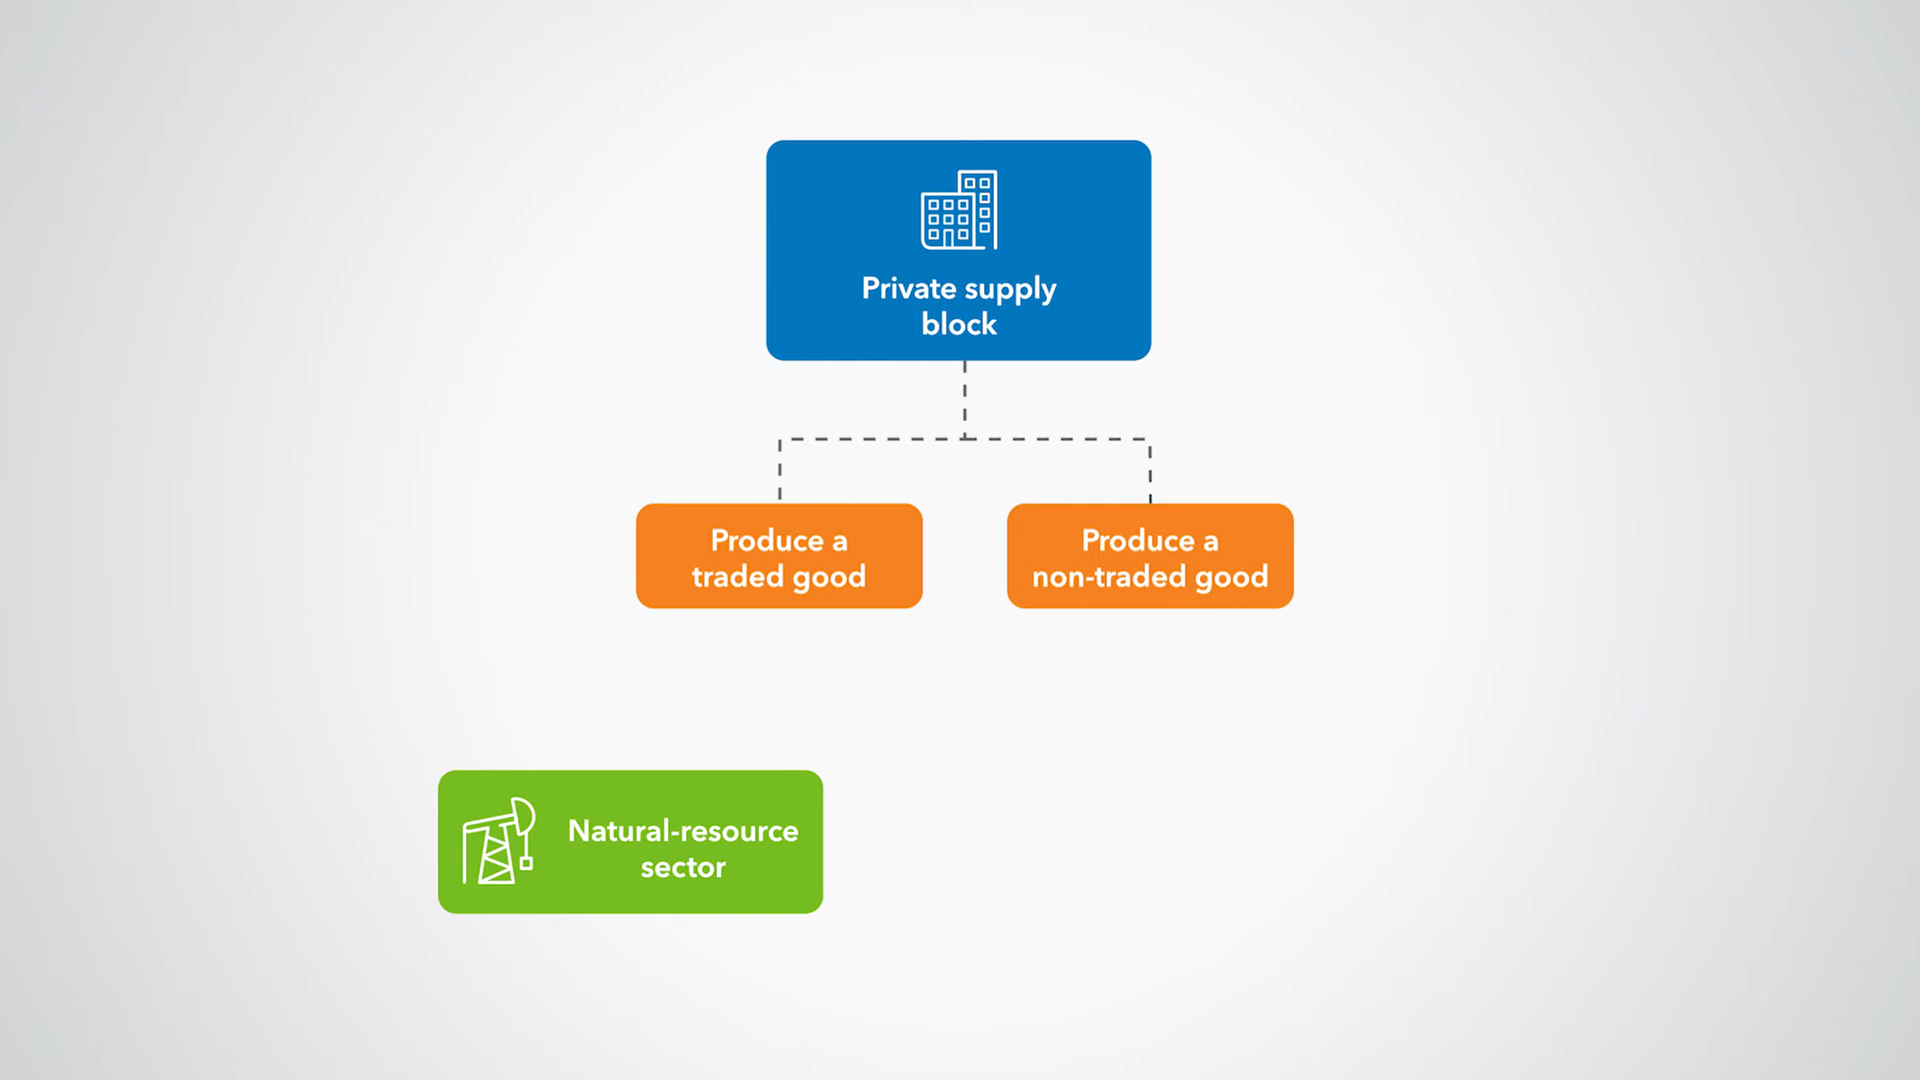 Private supply
block
Produce a
traded good
Produce a
non-traded good
Natural-resource
sector